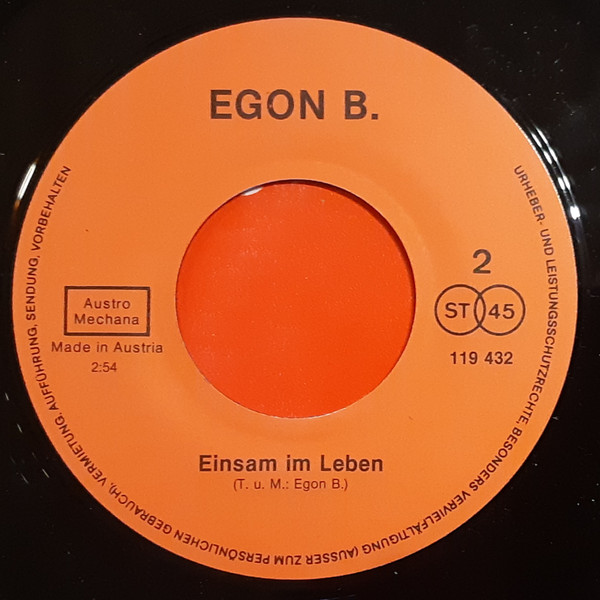 EGON B.
URHEBER- UND LEISTUNGSSCHUTZRECHTE, BESONDERS VERVIELFÄLTIGUNG (AUSSER ZUM PERSÖNLICHEN GEBRAUCH), VERMIETUNG, AUFFÜHRUNG, SENDUNG, VORBEHALTEN
2
Austro
Mechana
ST 45
Made in Austria
119 432
2:54
Einsam im Leben
(T. u. M.: Egon B.)